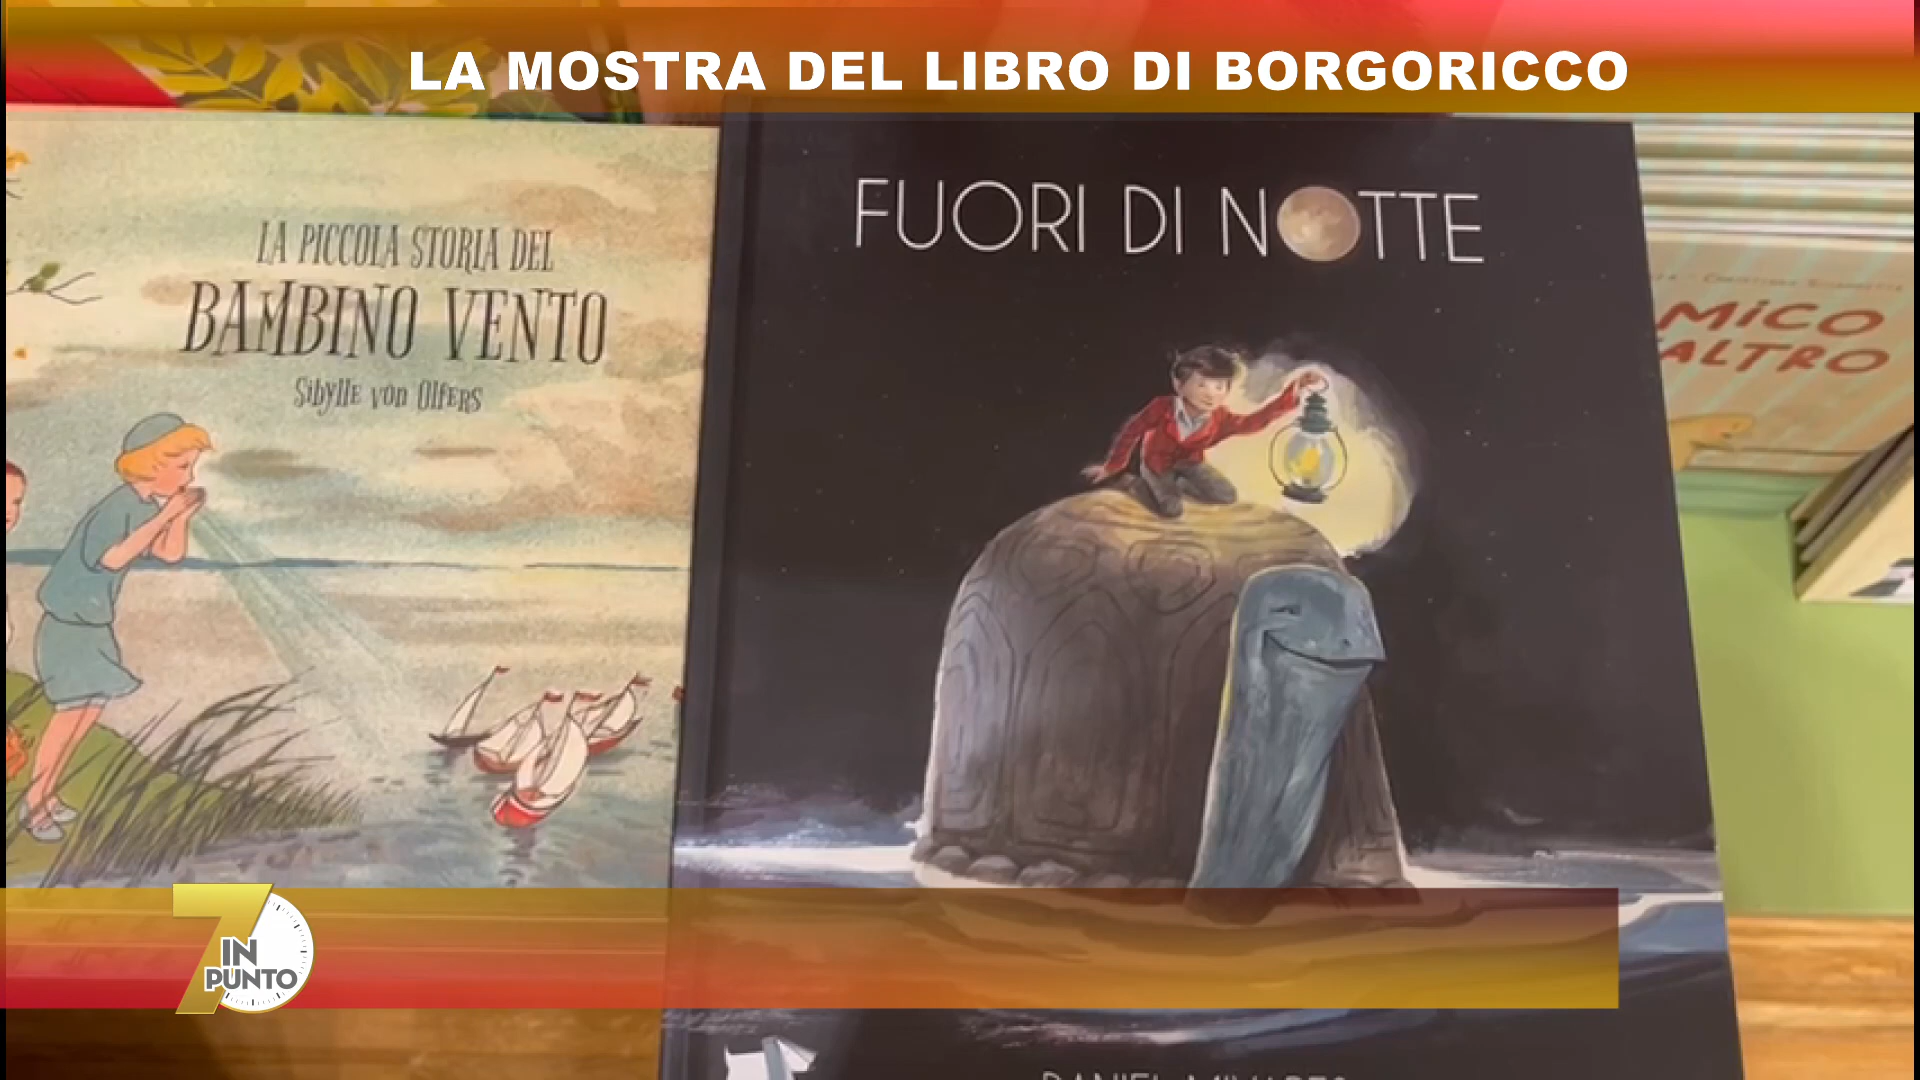 LA MOSTRA DEL LIBRO DI BORGORICCO
LA PICCOLA STORIA DEL
BAMBINO VENTO
Sibylle von Olfers
FUORI DI NOTTE
MICO
ALTRO
7 IN
PUNTO